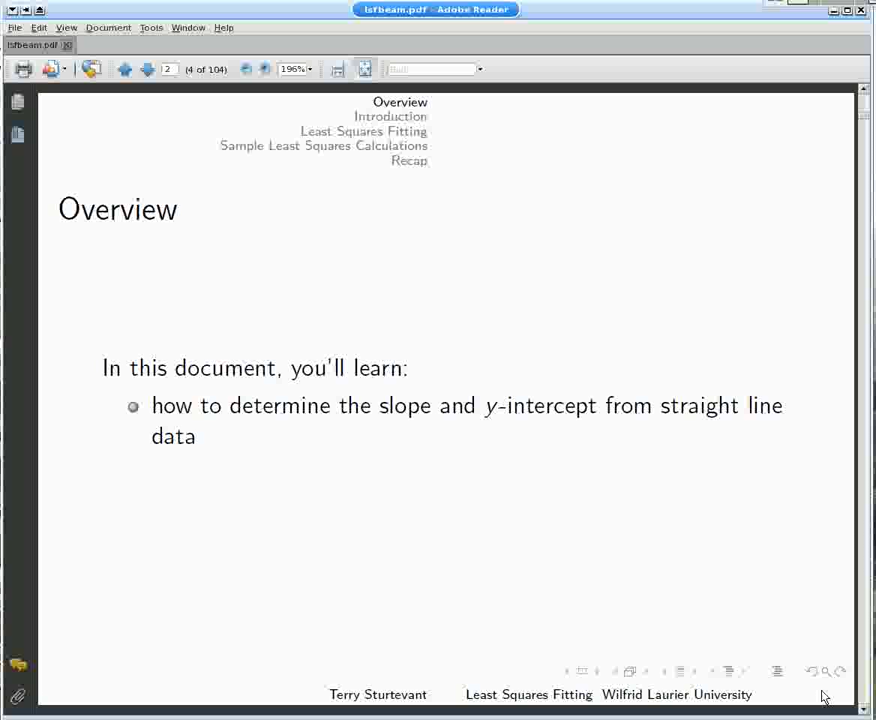 lsfbeam.pdf - Adobe Reader
File Edit View Document Tools Window Help
lsfbeam.pdf
2 (4 of 104) 196%
Overview
Introduction
Least Squares Fitting
Sample Least Squares Calculations
Recap
Overview
In this document, you'll learn:
how to determine the slope and y-intercept from straight line
data
Terry Sturtevant Least Squares Fitting Wilfrid Laurier University